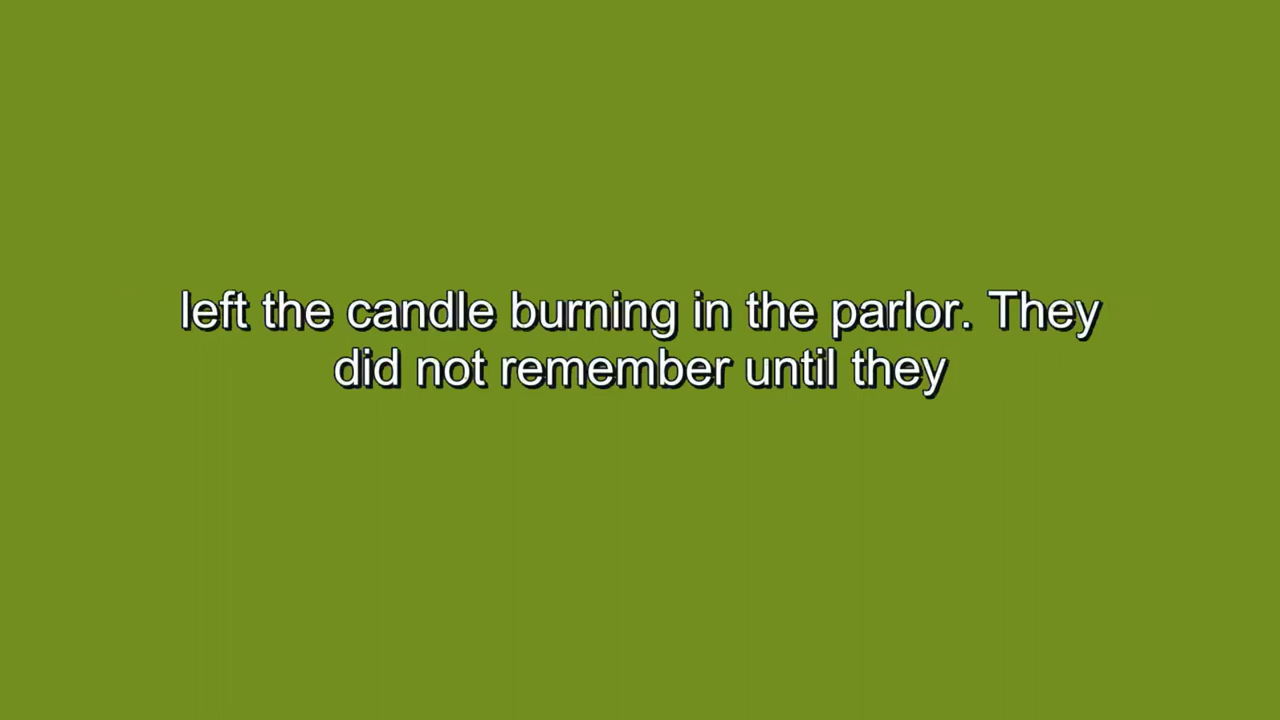 left the candle burning in the parlor. They
did not remember until they